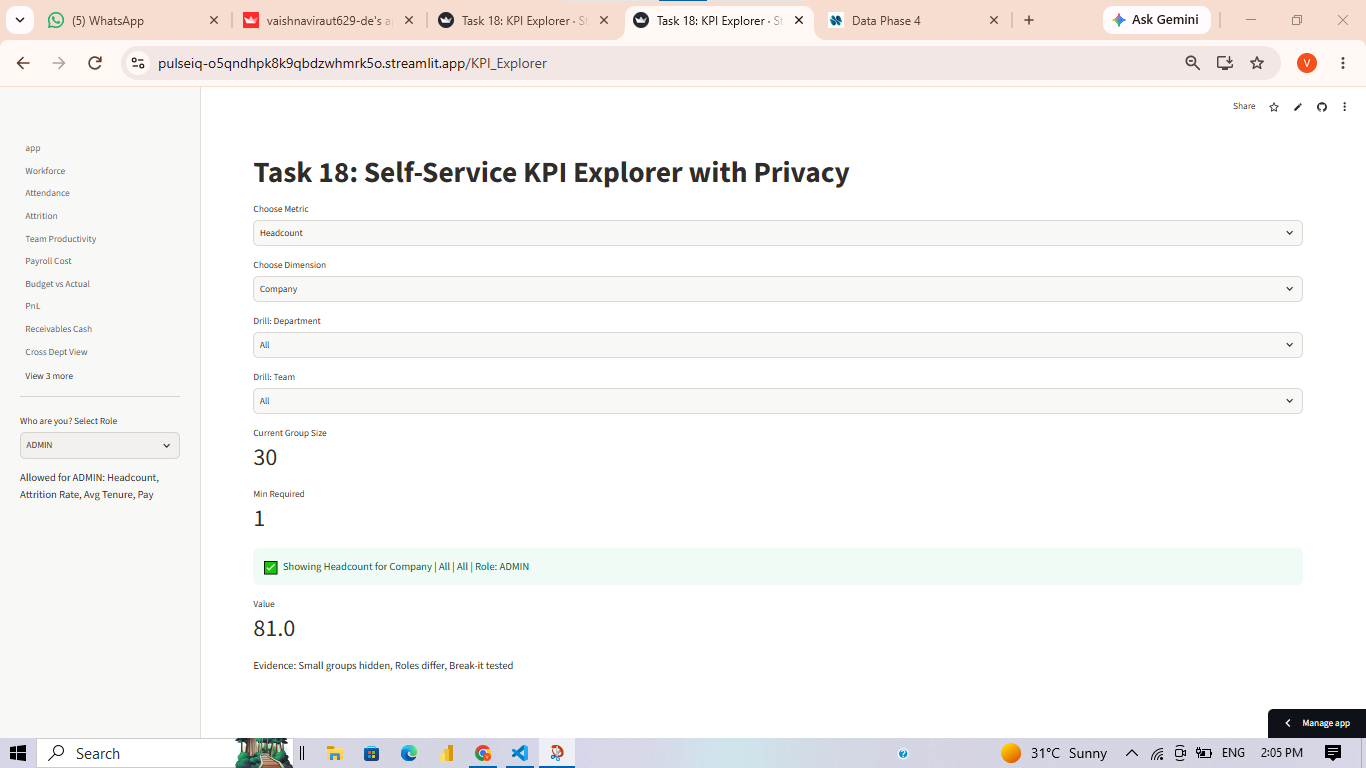 (5) WhatsApp
vaishnaviraut629-de's a
Task 18: KPI Explorer · St
Task 18: KPI Explorer · St
Data Phase 4
Ask Gemini
pulseiq-o5qndhpk8k9qbdzwhmrk5o.streamlit.app/KPI_Explorer
V
Share
app
Workforce
Attendance
Attrition
Team Productivity
Payroll Cost
Budget vs Actual
PnL
Receivables Cash
Cross Dept View
View 3 more
Who are you? Select Role
ADMIN
Allowed for ADMIN: Headcount,
Attrition Rate, Avg Tenure, Pay
Task 18: Self-Service KPI Explorer with Privacy
Choose Metric
Headcount
Choose Dimension
Company
Drill: Department
All
Drill: Team
All
Current Group Size
30
Min Required
1
Showing Headcount for Company | All | All | Role: ADMIN
Value
81.0
Evidence: Small groups hidden, Roles differ, Break-it tested
Manage app
Search
31°C Sunny
ENG
2:05 PM